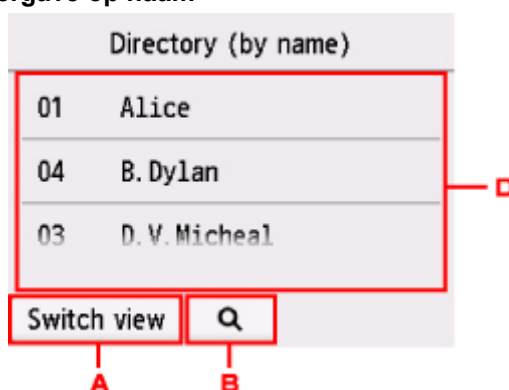 Directory (by name)
01 Alice
04 B. Dylan
03 D. V. Micheal
Switch view
A B